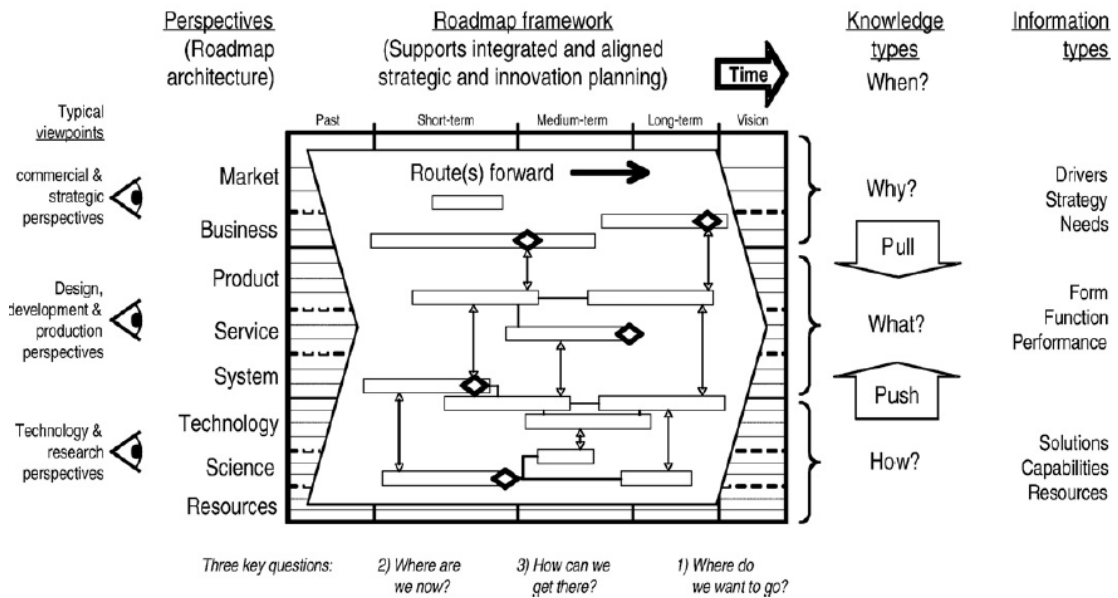 Perspectives
(Roadmap
architecture)
Roadmap framework
(Supports integrated and aligned
strategic and innovation planning)
Time
Knowledge
types
When?
Information
types
Typical
viewpoints
Past
Short-term
Medium-term
Long-term
Vision
commercial &
strategic
perspectives
Market
Business
Route(s) forward
Why?
Drivers
Strategy
Needs
Pull
Design,
development &
production
perspectives
Product
Service
System
What?
Form
Function
Performance
Push
Technology &
research
perspectives
Technology
Science
Resources
How?
Solutions
Capabilities
Resources
Three key questions:
2) Where are
we now?
3) How can we
get there?
1) Where do
we want to go?